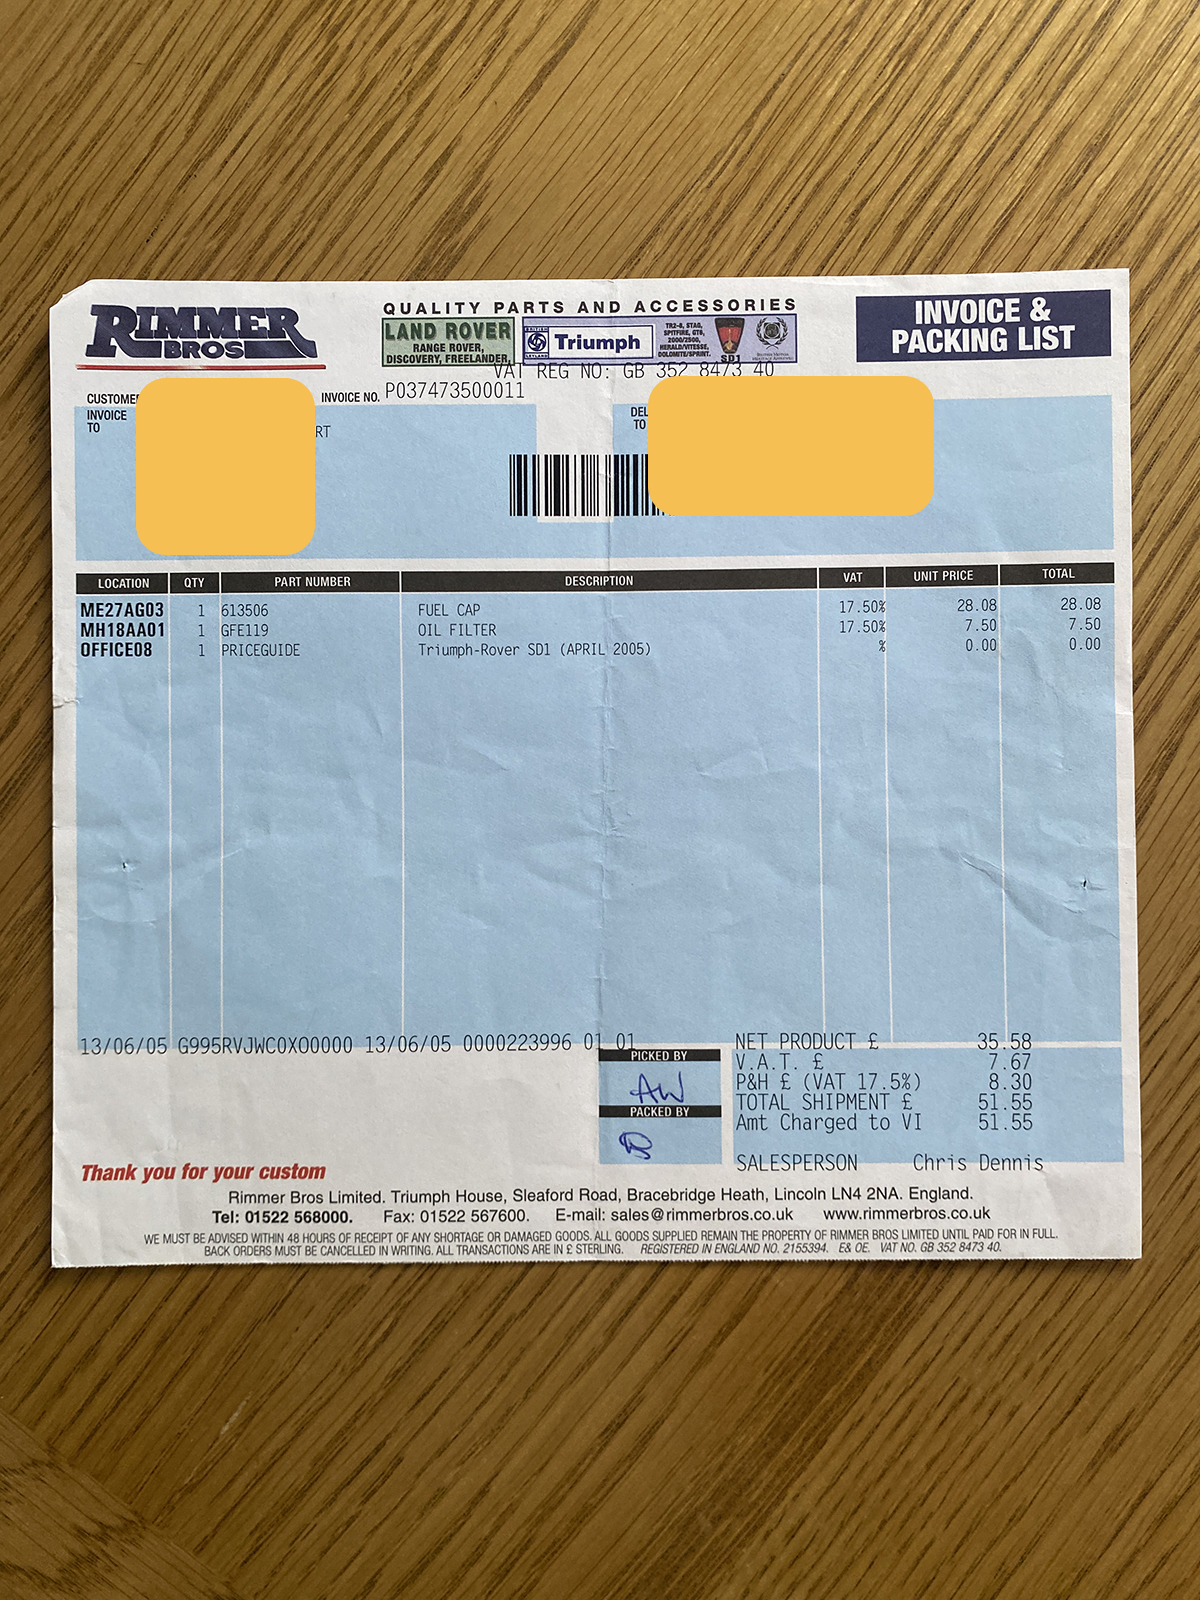 RIMMER
BROS
QUALITY PARTS AND ACCESSORIES
LAND ROVER
RANGE ROVER,
DISCOVERY, FREELANDER,
BRITISH
LEYLAND
Triumph
TR2-8, STAG,
SPITFIRE, GT6,
2000/2500,
HERALD/VITESSE,
DOLOMITE/SPRINT.
SD1
INVOICE &
PACKING LIST
VAT REG NO: GB 352 8473 40
CUSTOMER
INVOICE NO. P037473500011
INVOICE
TO
RT
DEL
TO
LOCATION QTY PART NUMBER DESCRIPTION VAT UNIT PRICE TOTAL
ME27AG03 1 613506 FUEL CAP 17.50% 28.08 28.08
MH18AA01 1 GFE119 OIL FILTER 17.50% 7.50 7.50
OFFICE08 1 PRICEGUIDE Triumph-Rover SD1 (APRIL 2005) % 0.00 0.00
13/06/05 G995RVJWC0XO0000 13/06/05 0000223996 01 01
PICKED BY
AW
PACKED BY
NET PRODUCT £ 35.58
V.A.T. £ 7.67
P&H £ (VAT 17.5%) 8.30
TOTAL SHIPMENT £ 51.55
Amt Charged to VI 51.55
SALESPERSON Chris Dennis
Thank you for your custom
Rimmer Bros Limited. Triumph House, Sleaford Road, Bracebridge Heath, Lincoln LN4 2NA. England.
Tel: 01522 568000. Fax: 01522 567600. E-mail: sales@rimmerbros.co.uk www.rimmerbros.co.uk
WE MUST BE ADVISED WITHIN 48 HOURS OF RECEIPT OF ANY SHORTAGE OR DAMAGED GOODS. ALL GOODS SUPPLIED REMAIN THE PROPERTY OF RIMMER BROS LIMITED UNTIL PAID FOR IN FULL.
BACK ORDERS MUST BE CANCELLED IN WRITING. ALL TRANSACTIONS ARE IN £ STERLING. REGISTERED IN ENGLAND NO. 2155394. E& OE. VAT NO. GB 352 8473 40.